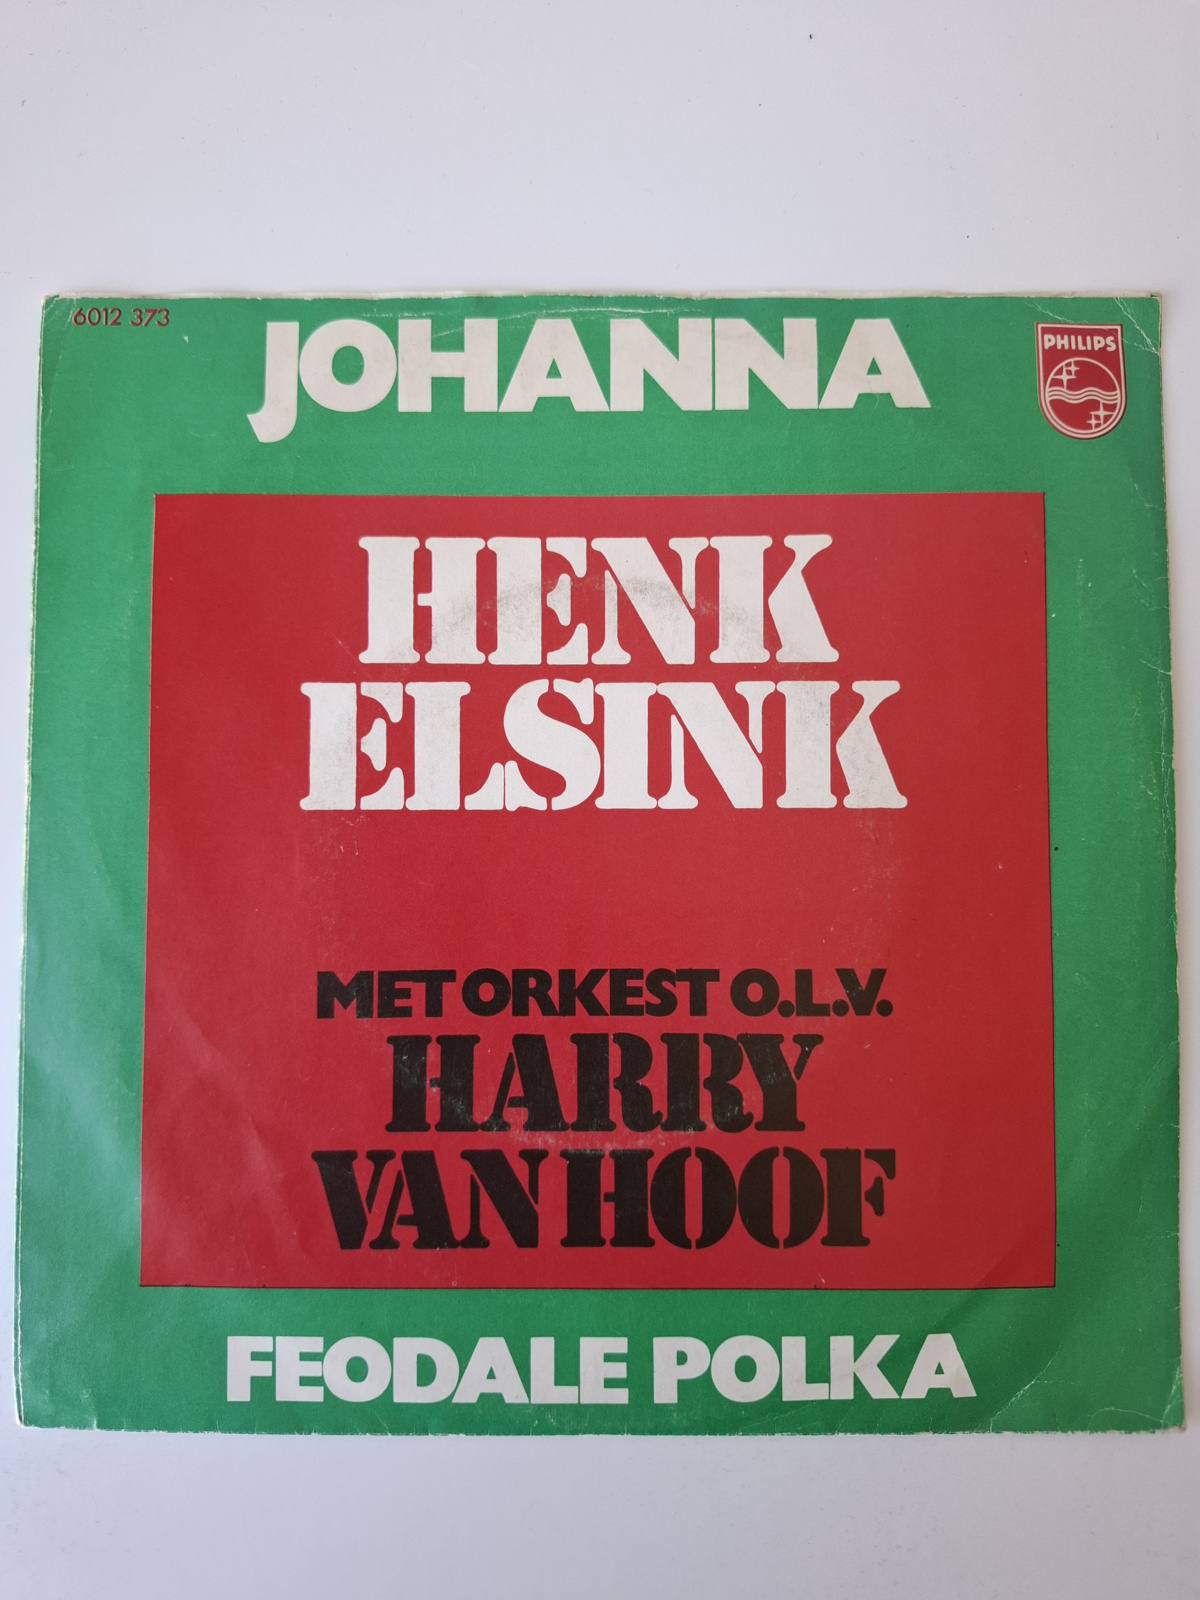 6012 373
JOHANNA
PHILIPS
HENK
ELSINK
MET ORKEST O.L.V.
HARRY
VAN HOOF
FEODALE POLKA